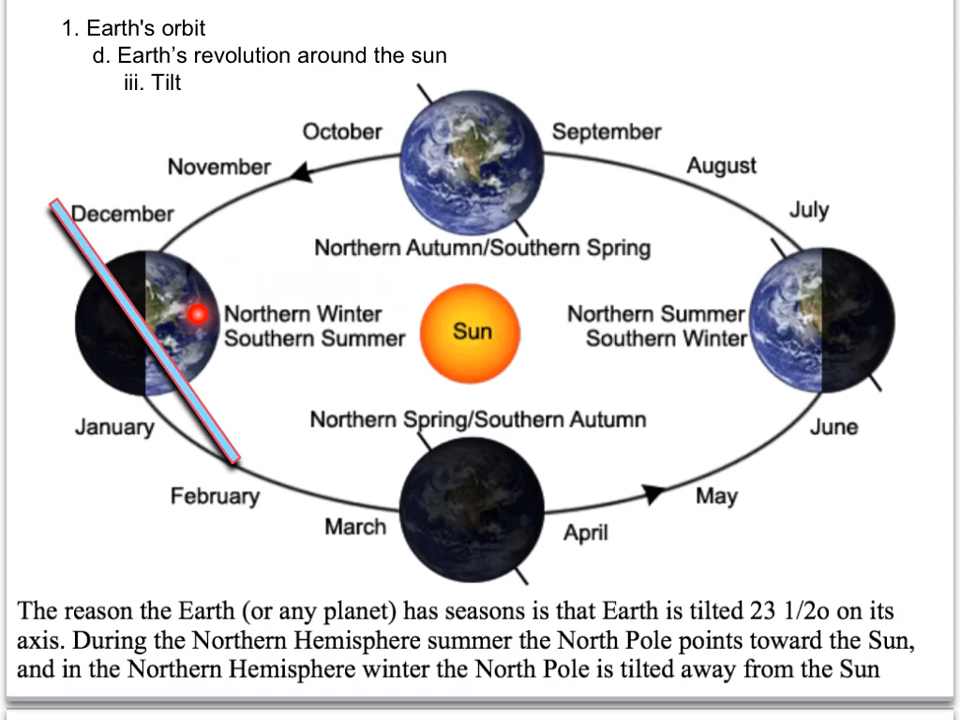 1. Earth's orbit
d. Earth’s revolution around the sun
iii. Tilt
October
September
November
August
December
July
Northern Autumn/Southern Spring
Northern Winter
Southern Summer
Sun
Northern Summer
Southern Winter
Northern Spring/Southern Autumn
January
June
February
May
March
April
The reason the Earth (or any planet) has seasons is that Earth is tilted 23 1/2o on its
axis. During the Northern Hemisphere summer the North Pole points toward the Sun,
and in the Northern Hemisphere winter the North Pole is tilted away from the Sun